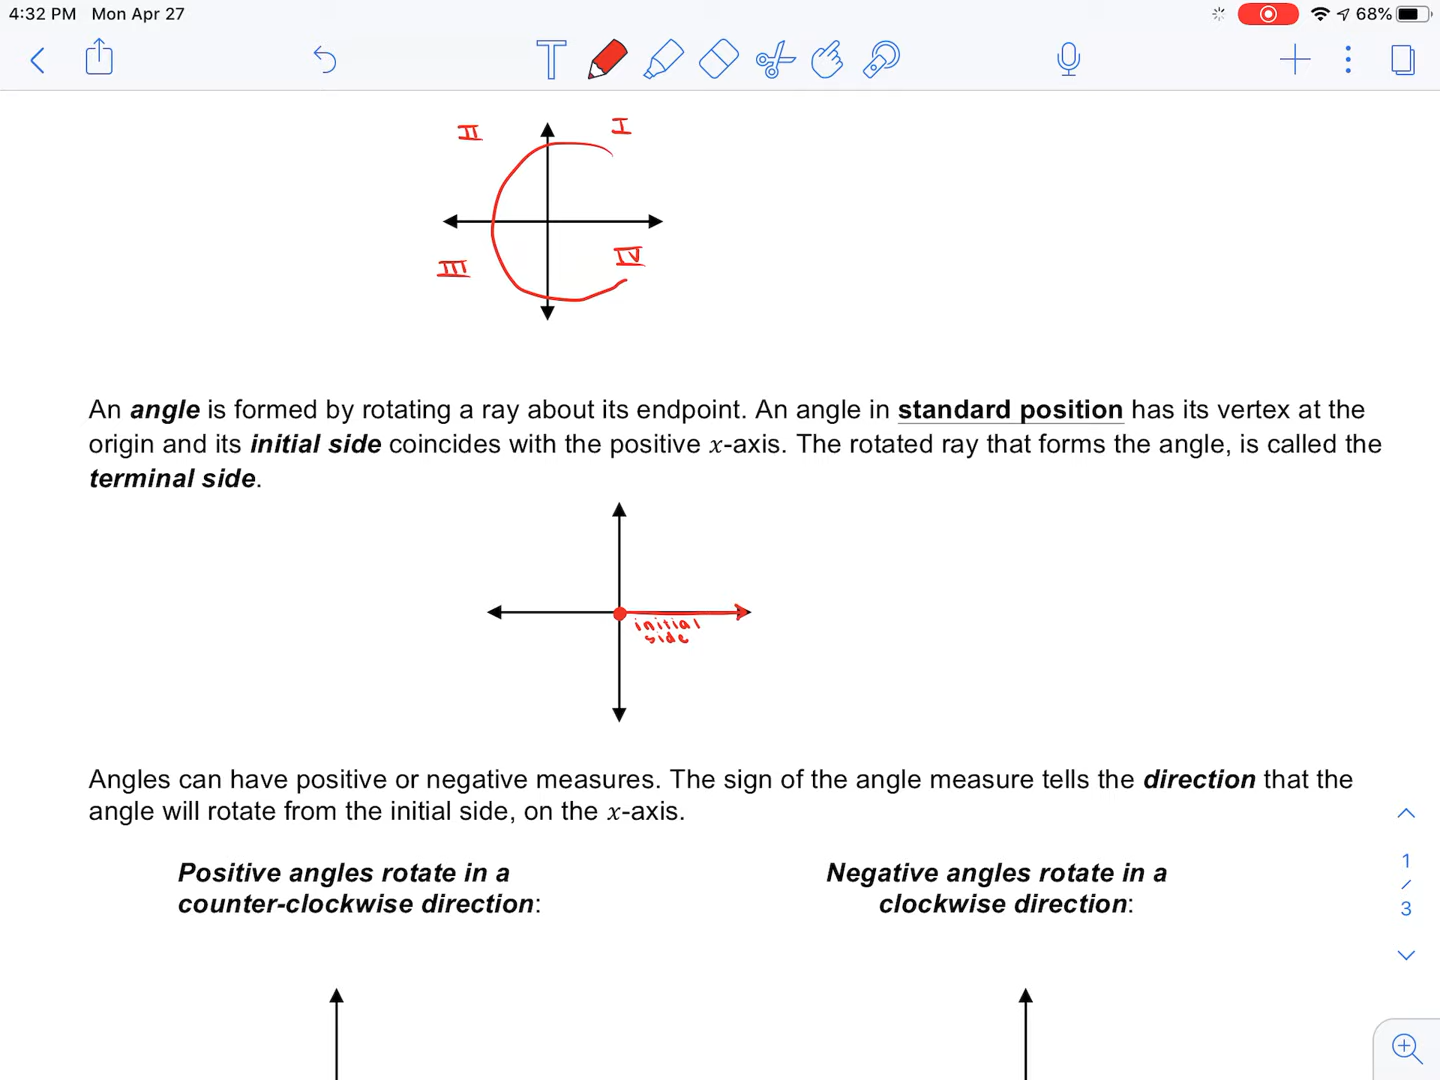 4:32 PM Mon Apr 27
68%
T
II
I
III
IV
An angle is formed by rotating a ray about its endpoint. An angle in standard position has its vertex at the
origin and its initial side coincides with the positive x-axis. The rotated ray that forms the angle, is called the
terminal side.
initial
side
Angles can have positive or negative measures. The sign of the angle measure tells the direction that the
angle will rotate from the initial side, on the x-axis.
Positive angles rotate in a
counter-clockwise direction:
Negative angles rotate in a
clockwise direction:
1
/
3